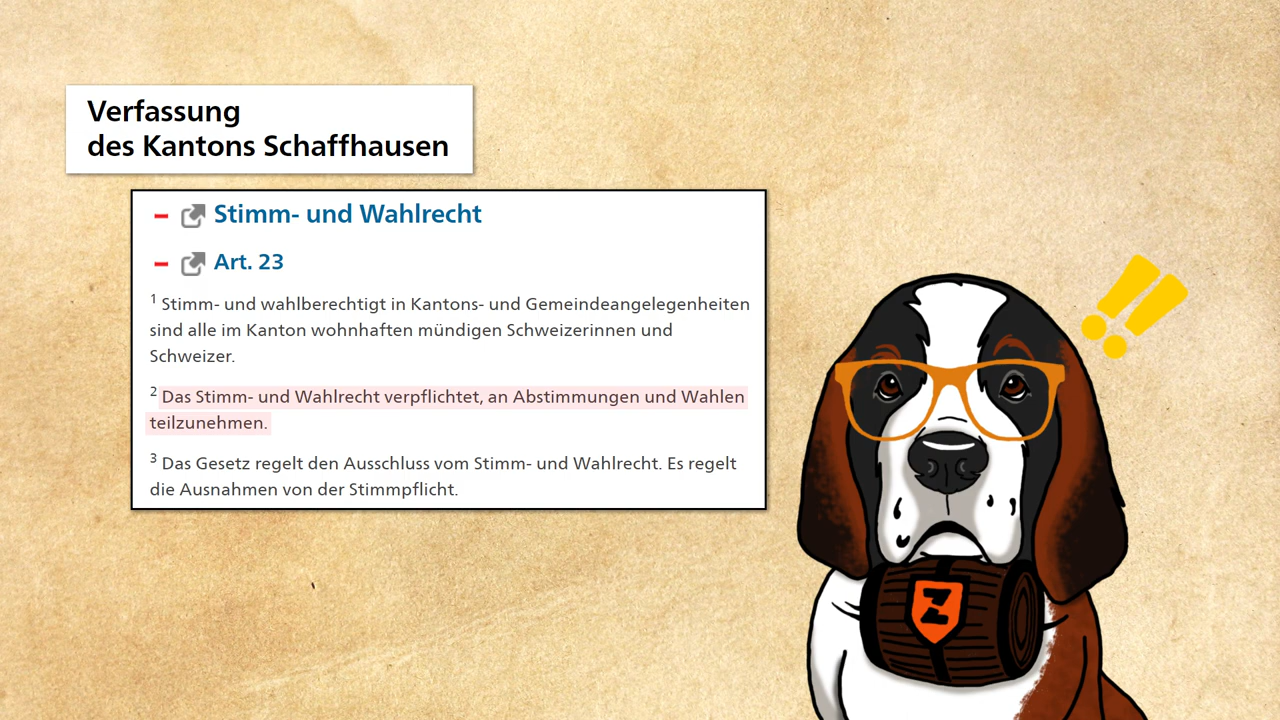 Verfassung
des Kantons Schaffhausen
Stimm- und Wahlrecht
Art. 23
1 Stimm- und wahlberechtigt in Kantons- und Gemeindeangelegenheiten
sind alle im Kanton wohnhaften mündigen Schweizerinnen und
Schweizer.
2 Das Stimm- und Wahlrecht verpflichtet, an Abstimmungen und Wahlen
teilzunehmen.
3 Das Gesetz regelt den Ausschluss vom Stimm- und Wahlrecht. Es regelt
die Ausnahmen von der Stimmpflicht.
Z